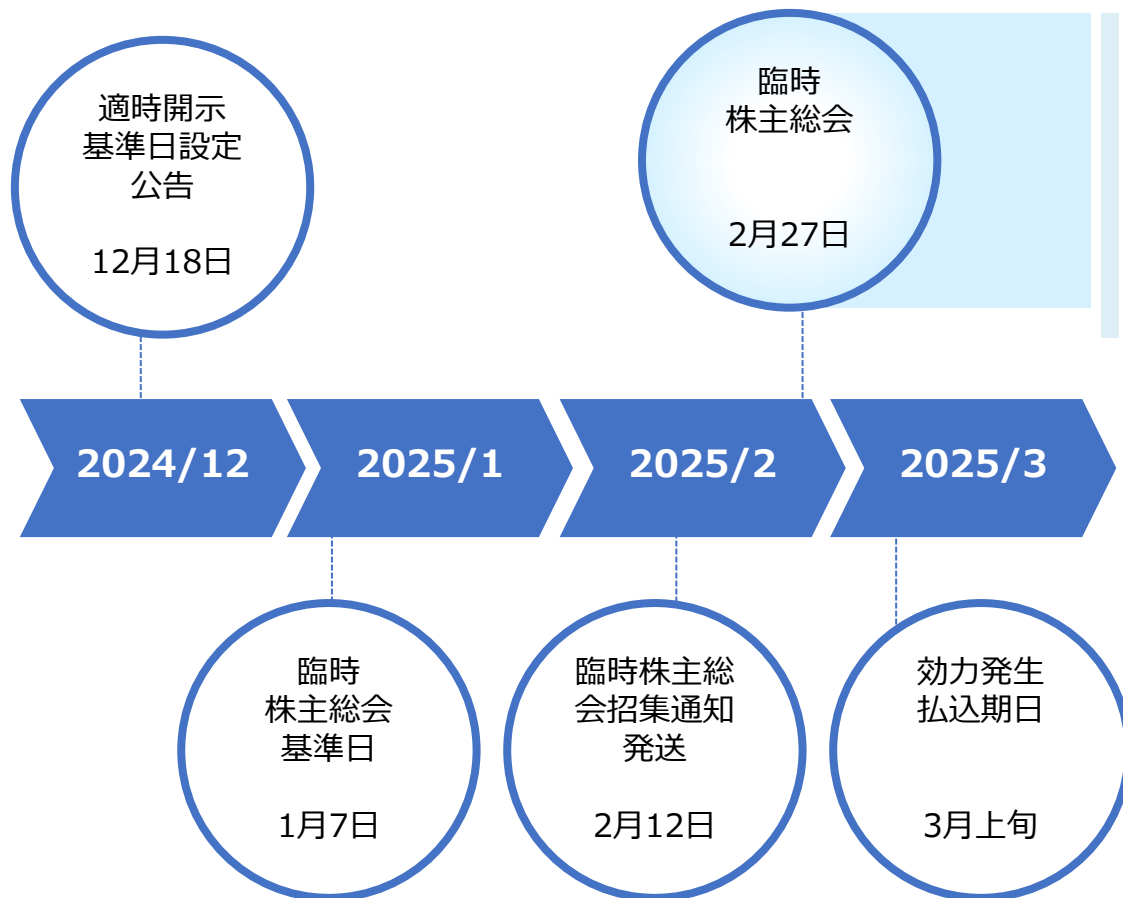 適時開示
基準日設定
公告
12月18日
臨時
株主総会
2月27日
2024/12
2025/1
2025/2
2025/3
臨時
株主総会
基準日
1月7日
臨時株主総
会招集通知
発送
2月12日
効力発生
払込期日
3月上旬